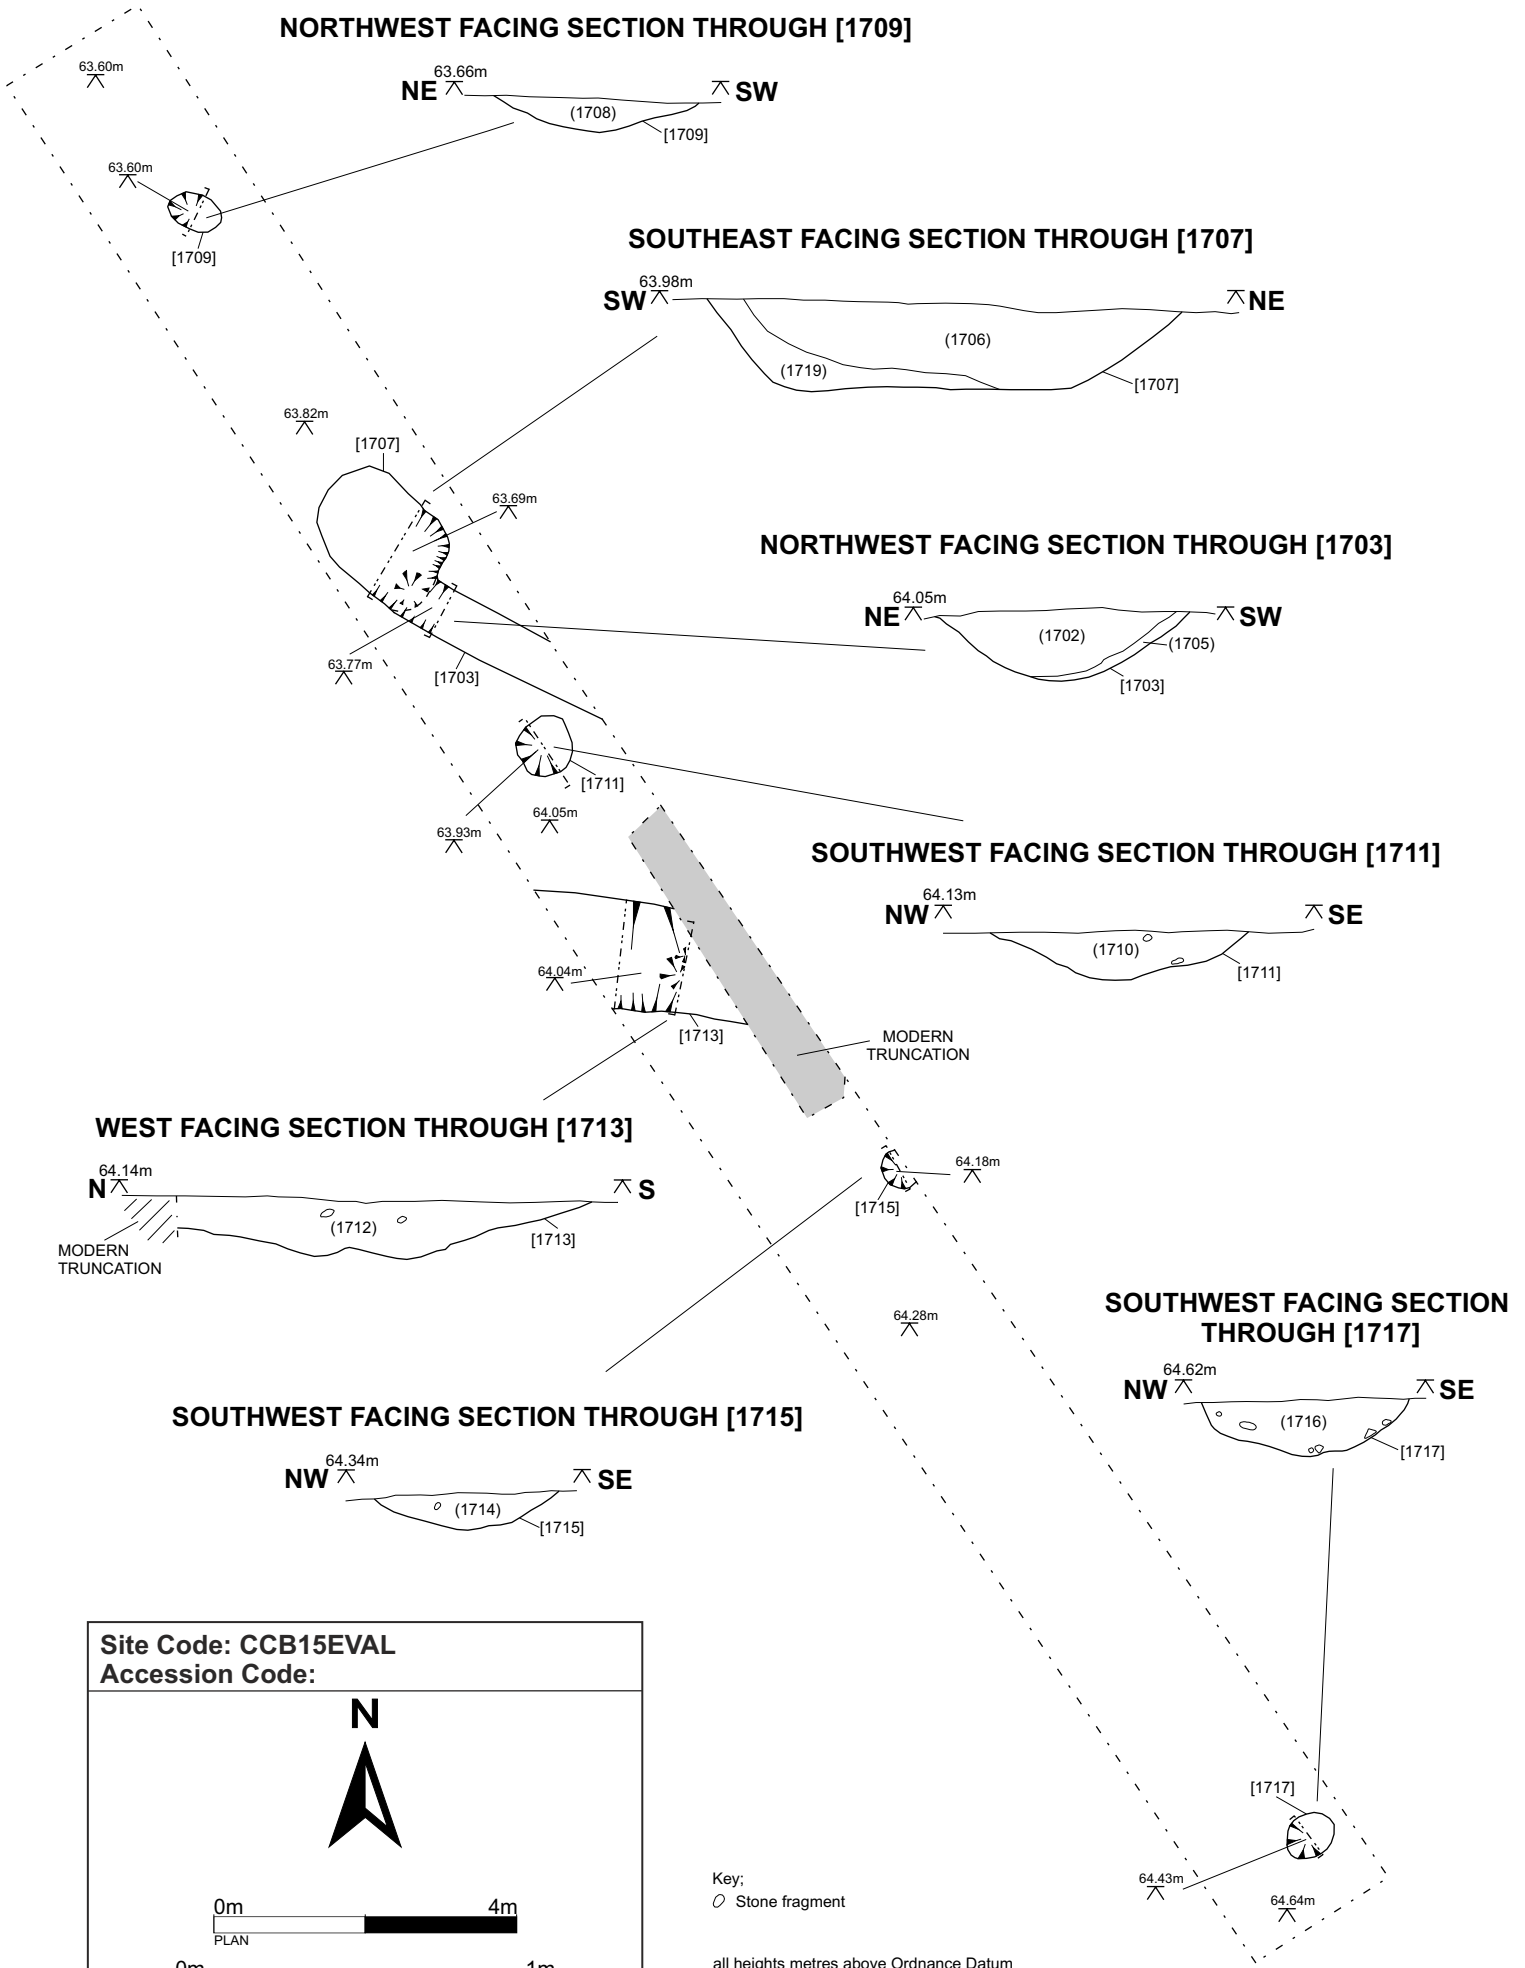 NORTHWEST FACING SECTION THROUGH [1709]
63.60m
63.66m
NE
SW
(1708)
[1709]
63.60m
[1709]
SOUTHEAST FACING SECTION THROUGH [1707]
63.98m
SW
NE
(1706)
(1719)
[1707]
63.82m
[1707]
63.69m
NORTHWEST FACING SECTION THROUGH [1703]
64.05m
NE
SW
(1702)
(1705)
[1703]
63.77m
[1703]
[1711]
64.05m
63.93m
SOUTHWEST FACING SECTION THROUGH [1711]
64.13m
NW
SE
(1710)
[1711]
64.04m
[1713]
MODERN
TRUNCATION
WEST FACING SECTION THROUGH [1713]
64.14m
N
S
(1712)
[1713]
MODERN
TRUNCATION
64.18m
[1715]
64.28m
SOUTHWEST FACING SECTION
THROUGH [1717]
64.62m
NW
SE
(1716)
[1717]
SOUTHWEST FACING SECTION THROUGH [1715]
64.34m
NW
SE
(1714)
[1715]
Site Code: CCB15EVAL
Accession Code:
N
0m 4m
PLAN
0m 1m
[1717]
64.43m
64.64m
Key;
Stone fragment
all heights metres above Ordnance Datum